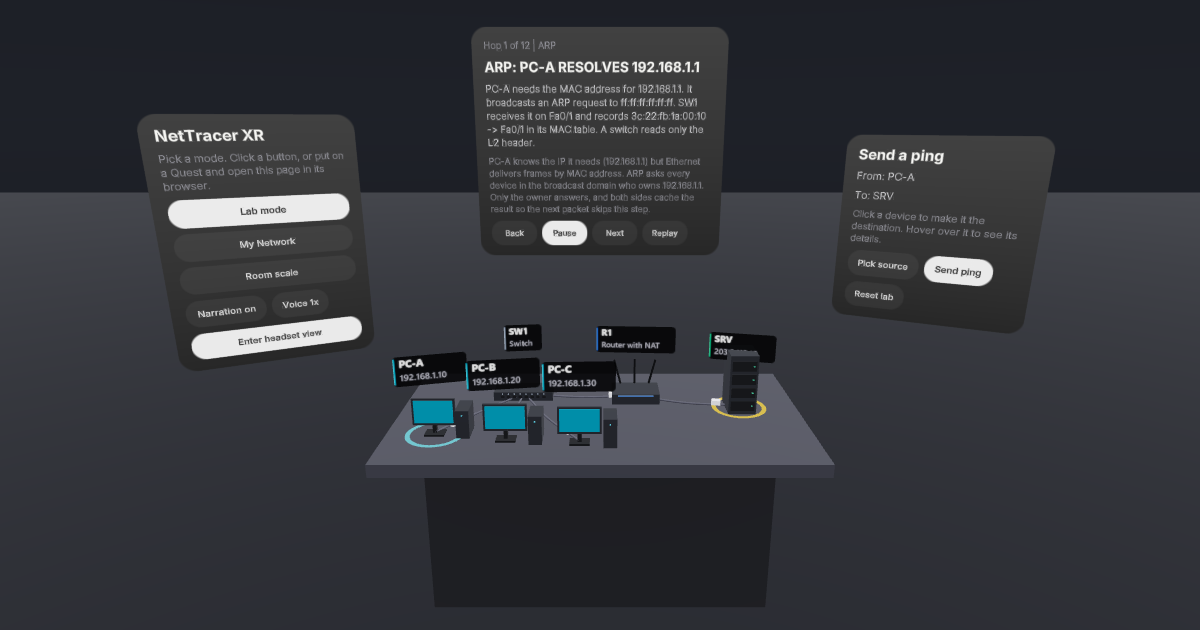 NetTracer XR
Pick a mode. Click a button, or put on
a Quest and open this page in its
browser.
Lab mode
My Network
Room scale
Narration on
Voice 1x
Enter headset view
Hop 1 of 12 | ARP
ARP: PC-A RESOLVES 192.168.1.1
PC-A needs the MAC address for 192.168.1.1. It
broadcasts an ARP request to ff:ff:ff:ff:ff:ff. SW1
receives it on Fa0/1 and records 3c:22:fb:1a:00:10
-> Fa0/1 in its MAC table. A switch reads only the
L2 header.
PC-A knows the IP it needs (192.168.1.1) but Ethernet
delivers frames by MAC address. ARP asks every
device in the broadcast domain who owns 192.168.1.1.
Only the owner answers, and both sides cache the
result so the next packet skips this step.
Back
Pause
Next
Replay
Send a ping
From: PC-A
To: SRV
Click a device to make it the
destination. Hover over it to see its
details.
Pick source
Send ping
Reset lab
SW1
Switch
R1
Router with NAT
SRV
PC-A
192.168.1.10
PC-B
192.168.1.20
PC-C
192.168.1.30